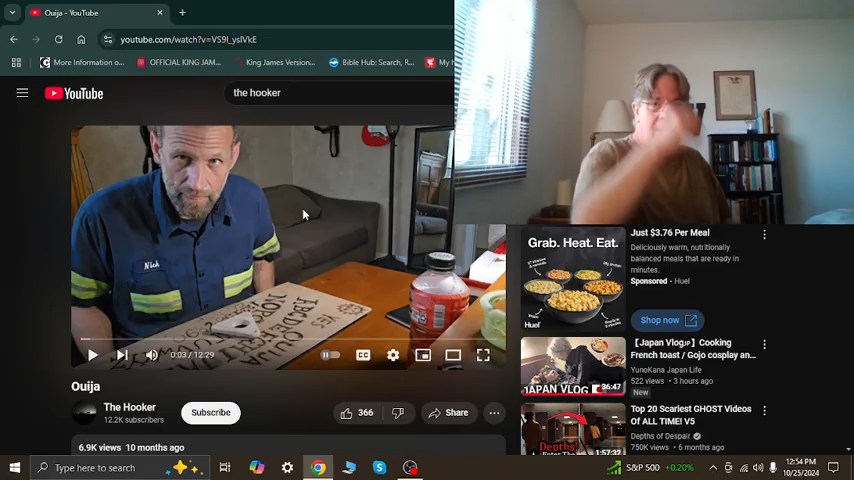 Ouija - YouTube
youtube.com/watch?v=VS9l_yslVkE
More Information o...
OFFICIAL KING JAM...
King James Version...
Bible Hub: Search, R...
My h
YouTube
the hooker
Nick
YES
ABCDEF
OUIJA
0:03 / 12:29
CC
Ouija
The Hooker
12.2K subscribers
Subscribe
366
Share
6.9K views 10 months ago
Grab. Heat. Eat.
Huel
Just $3.76 Per Meal
Deliciously warm, nutritionally
balanced meals that are ready in
minutes.
Sponsored · Huel
Shop now
JAPAN VLOG
36:47
【Japan Vlog🇯🇵】Cooking
French toast / Gojo cosplay an...
YunoKana Japan Life
522 views • 3 hours ago
New
Depths
1:57:32
Top 20 Scariest GHOST Videos
Of ALL TIME! V5
Depths of Despair
750K views • 6 months ago
Type here to search
S&P 500 +0.20%
12:54 PM
10/25/2024